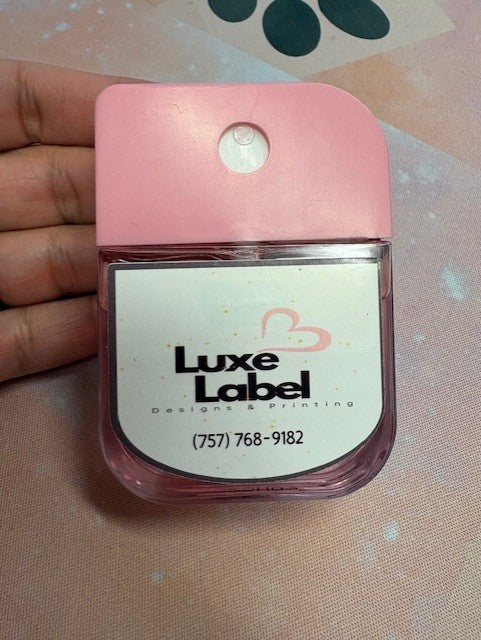 Luxe
Label
Designs & Printing
(757) 768-9182